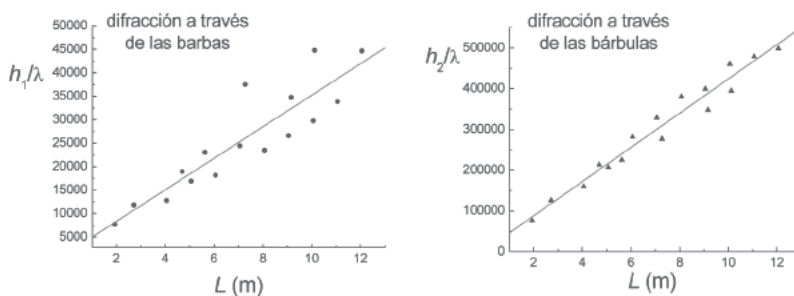 difracción a través
de las barbas
h₁/λ
50000
45000
40000
35000
30000
25000
20000
15000
10000
5000
2 4 6 8 10 12
L (m)
difracción a través
de las bárbulas
h₂/λ
500000
400000
300000
200000
100000
0
2 4 6 8 10 12
L (m)